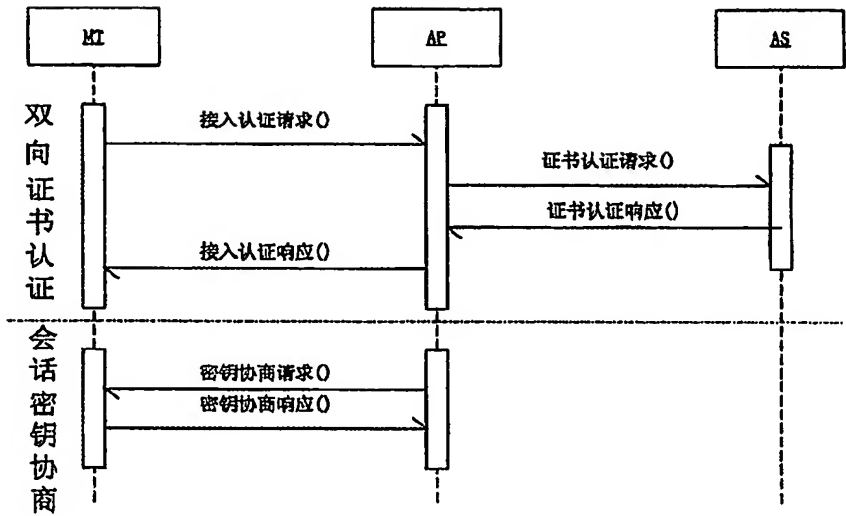 MT
AP
AS
双向证书认证
接入认证请求()
证书认证请求()
证书认证响应()
接入认证响应()
会话密钥协商
密钥协商请求()
密钥协商响应()